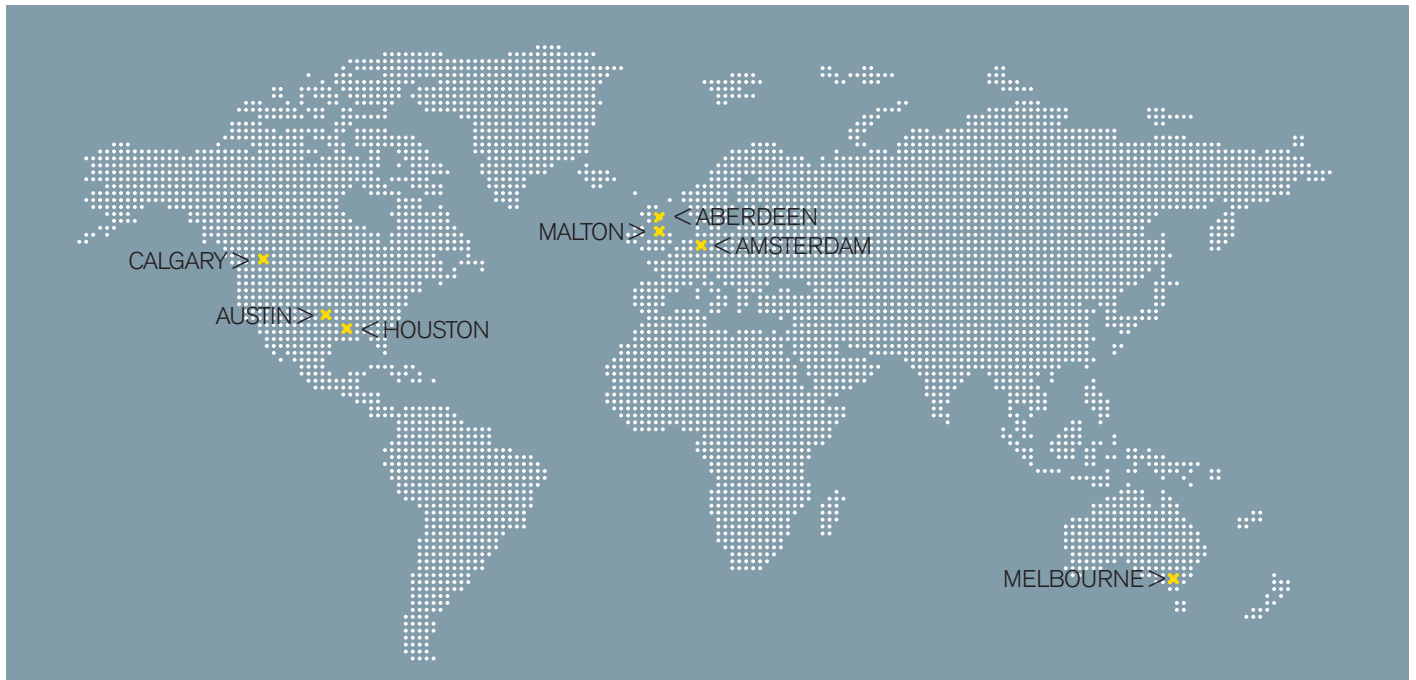 < ABERDEEN
MALTON >
< AMSTERDAM
CALGARY >
AUSTIN >
< HOUSTON
MELBOURNE >